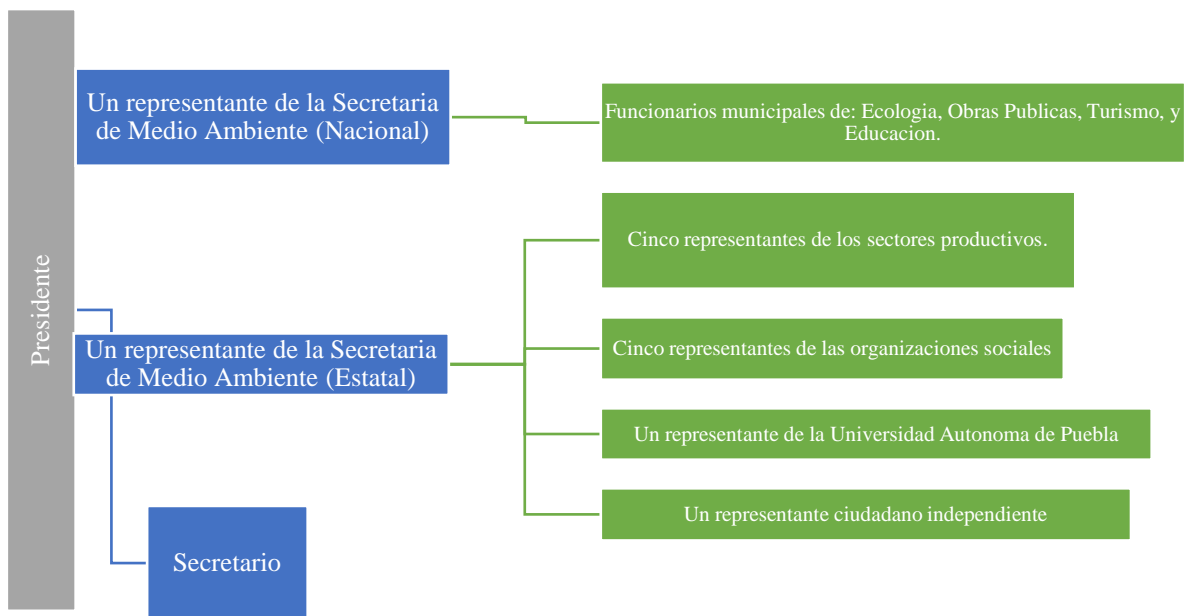 Presidente
Un representante de la Secretaria
de Medio Ambiente (Nacional)
Funcionarios municipales de: Ecologia, Obras Publicas, Turismo, y
Educacion.
Un representante de la Secretaria
de Medio Ambiente (Estatal)
Cinco representantes de los sectores productivos.
Cinco representantes de las organizaciones sociales
Un representante de la Universidad Autonoma de Puebla
Un representante ciudadano independiente
Secretario